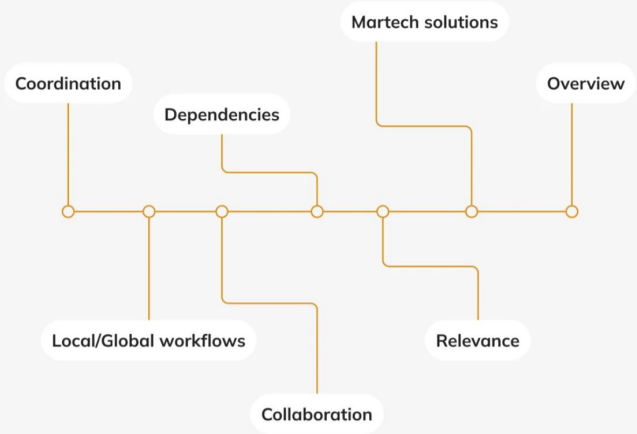 Martech solutions
Coordination
Overview
Dependencies
Local/Global workflows
Relevance
Collaboration